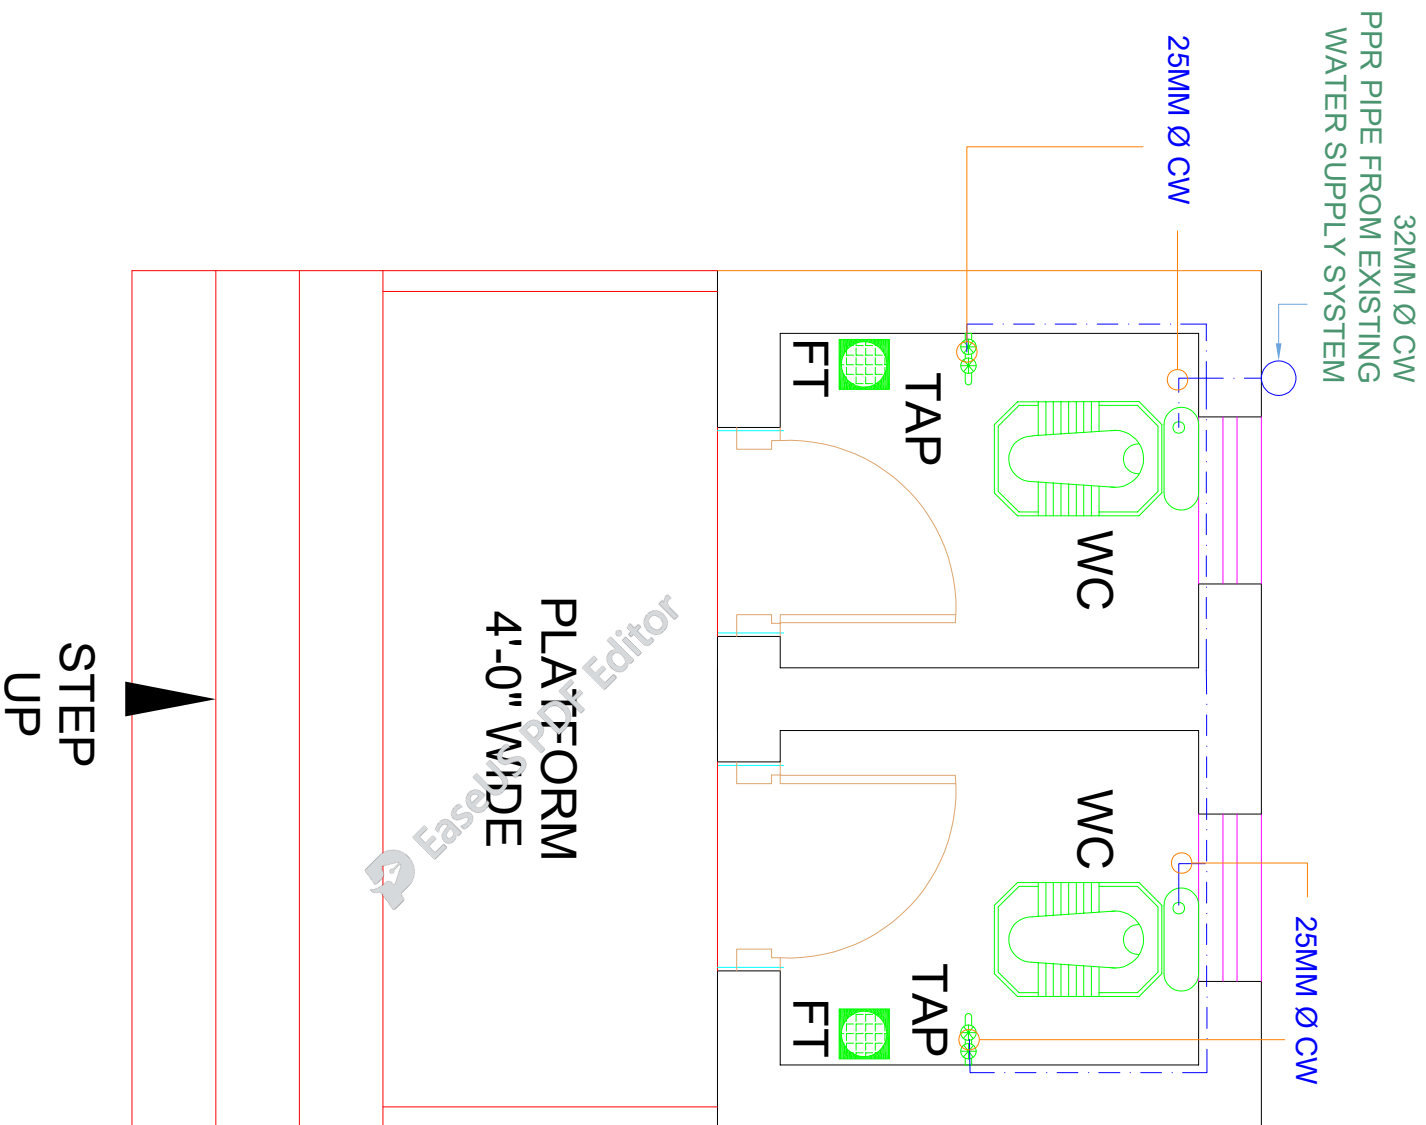 32MM Ø CW
PPR PIPE FROM EXISTING
WATER SUPPLY SYSTEM
25MM Ø CW
25MM Ø CW
WC
WC
TAP
TAP
FT
FT
PLATFORM
4'-0" WIDE
STEP
UP
EaseUS PDF Editor